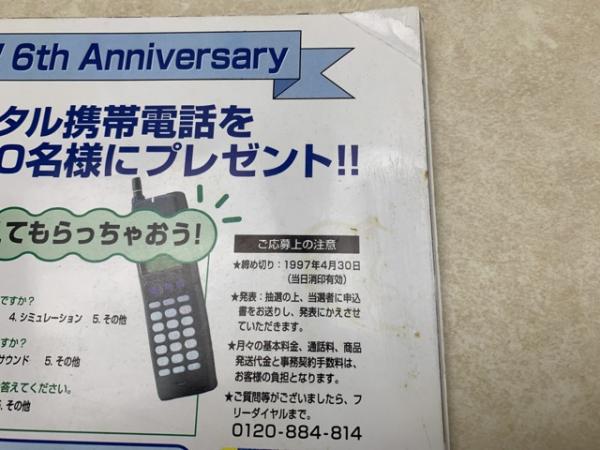 6th Anniversary
タル携帯電話を
0名様にプレゼント!!
てもらっちゃおう!
ご応募上の注意
★締め切り:1997年4月30日
(当日消印有効)
★発表:抽選の上、当選者に申込
書をお送りし、発表にかえさせ
ていただきます。
★月々の基本料金、通話料、商品
発送代金と事務契約手数料は、
お客様の負担となります。
★ご質問等がございましたら、フ
リーダイヤルまで。
0120-884-814
ですか?
4. シミュレーション 5. その他
すか?
サウンド 5. その他
答えてください。
. その他